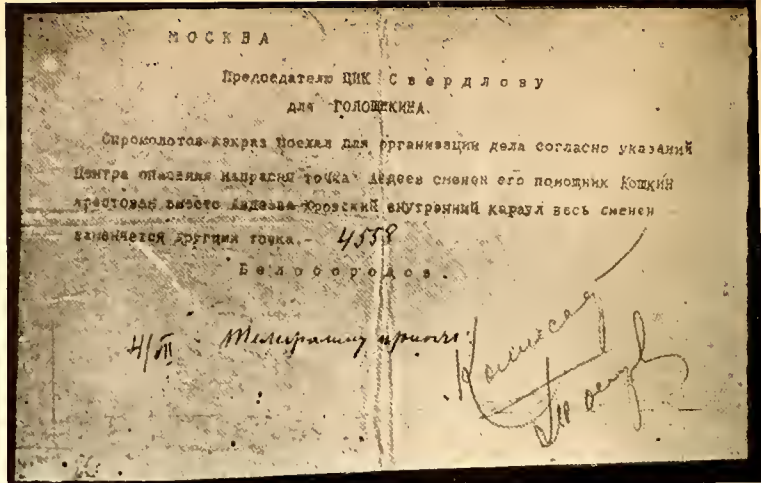 МОСКВА
Председателю ЦИК Свердлову
для ГОЛОЩЕКИНА.
Сыромолотов какраз поехал для организации дела согласно указаний
Центра опасения напрасны точка Авдеев сменен его помощник Мошкин
арестован вместо Авдеева Юровский внутренний караул весь сменен
заменяется другими точка.- 4558
Белобородов.
4/VII Телеграмму принял:
Комиссар